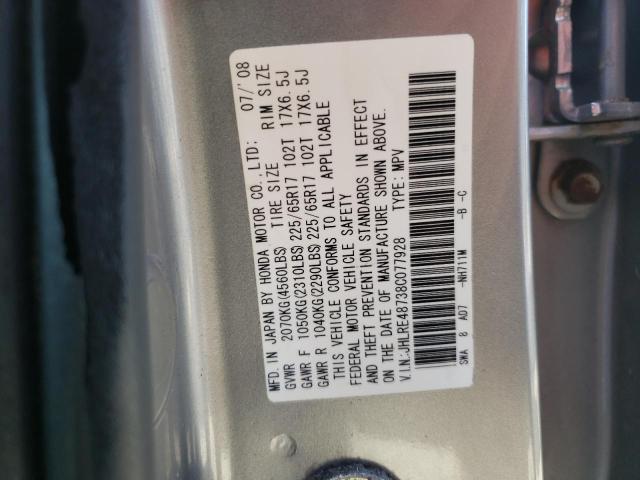 MFD. IN JAPAN BY HONDA MOTOR CO., LTD: 07/'08
GVWR 2070KG(4560LBS) TIRE SIZE RIM SIZE
GAWR F 1050KG(2310LBS) 225/65R17 102T 17X6.5J
GAWR R 1040KG(2290LBS) 225/65R17 102T 17X6.5J
THIS VEHICLE CONFORMS TO ALL APPLICABLE
FEDERAL MOTOR VEHICLE SAFETY
AND THEFT PREVENTION STANDARDS IN EFFECT
ON THE DATE OF MANUFACTURE SHOWN ABOVE.
V.I.N.:JHLRE48738C077928 TYPE: MPV
SWA 8 A07 -NH711M -B -C